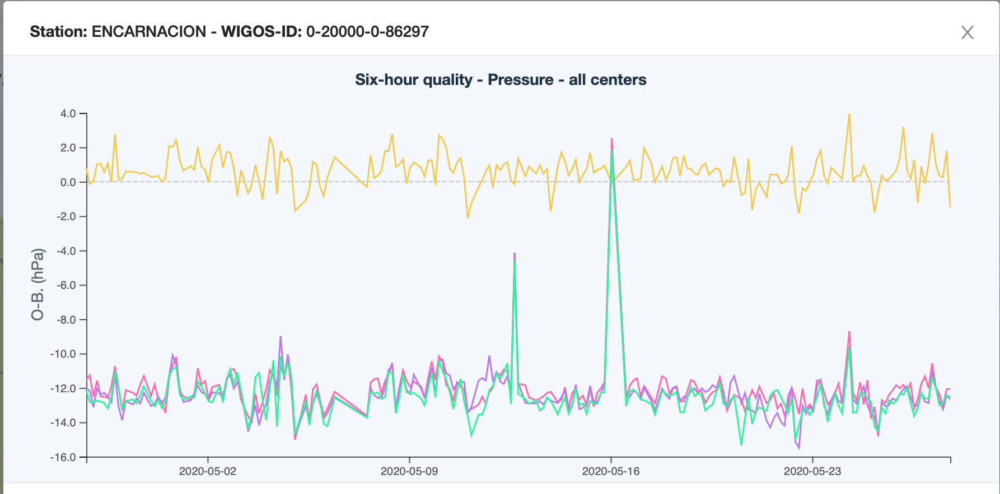 Station: ENCARNACION - WIGOS-ID: 0-20000-0-86297
X
Six-hour quality - Pressure - all centers
O-B. (hPa)
4.0
2.0
0.0
-2.0
-4.0
-6.0
-8.0
-10.0
-12.0
-14.0
-16.0
2020-05-02 2020-05-09 2020-05-16 2020-05-23